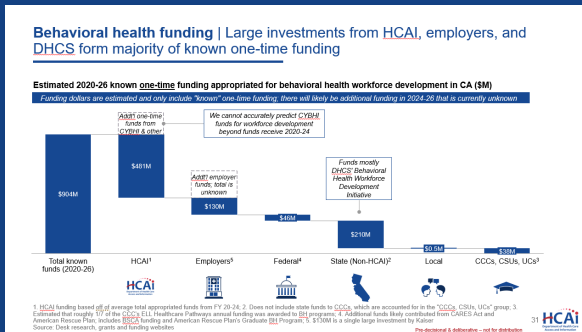 Behavioral health funding | Large investments from HCAI, employers, and
DHCS form majority of known one-time funding
Estimated 2020-26 known one-time funding appropriated for behavioral health workforce development in CA ($M)
Funding dollars are estimated and only include "known" one-time funding; there will likely be additional funding in 2024-26 that is currently unknown
Add'l one-time
funds from
CYBHI & other
We cannot accurately predict CYBHI
funds for workforce development
beyond funds receive 2020-24
$904M
$481M
Add'l employer
funds; total is
unknown
$130M
$46M
Funds mostly
DHCS' Behavioral
Health Workforce
Development
Initiative
$210M
$0.5M
$38M
Total known
funds (2020-26)
HCAI¹
Employers⁵
Federal⁴
State (Non-HCAI)²
Local
CCCs, CSUs, UCs³
HCAI
1. HCAI funding based off of average total appropriated funds from FY 20-24; 2. Does not include state funds to CCCs, which are accounted for in the "CCCs, CSUs, UCs" group; 3.
Estimated that roughly 1/7 of the CCC's ELL Healthcare Pathways annual funding was awarded to BH programs; 4. Additional funds likely contributed from CARES Act and
American Rescue Plan; includes BSCA funding and American Rescue Plan's Graduate BH Program; 5. $130M is a single large investment by Kaiser
Source: Desk research, grants and funding websites
Pre-decisional & deliberative – not for distribution
31
HCAI